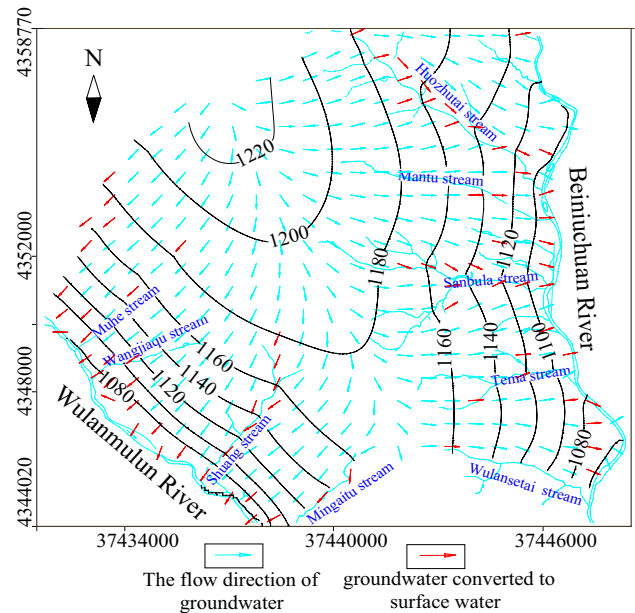 4358770
4352000
4348000
4344020
N
Huozhutai stream
1220
Mantu stream
1200
1180
1120
Sanbula stream
Beiniuchuan River
Muhe stream
Wangjiaqu stream
1160
1140
1120
1080
1160
1140
1100
Tema stream
Wulanmulun River
Shuang stream
Mingaitu stream
1080
Wulansetai stream
37434000
37440000
37446000
The flow direction of
groundwater
groundwater converted to
surface water